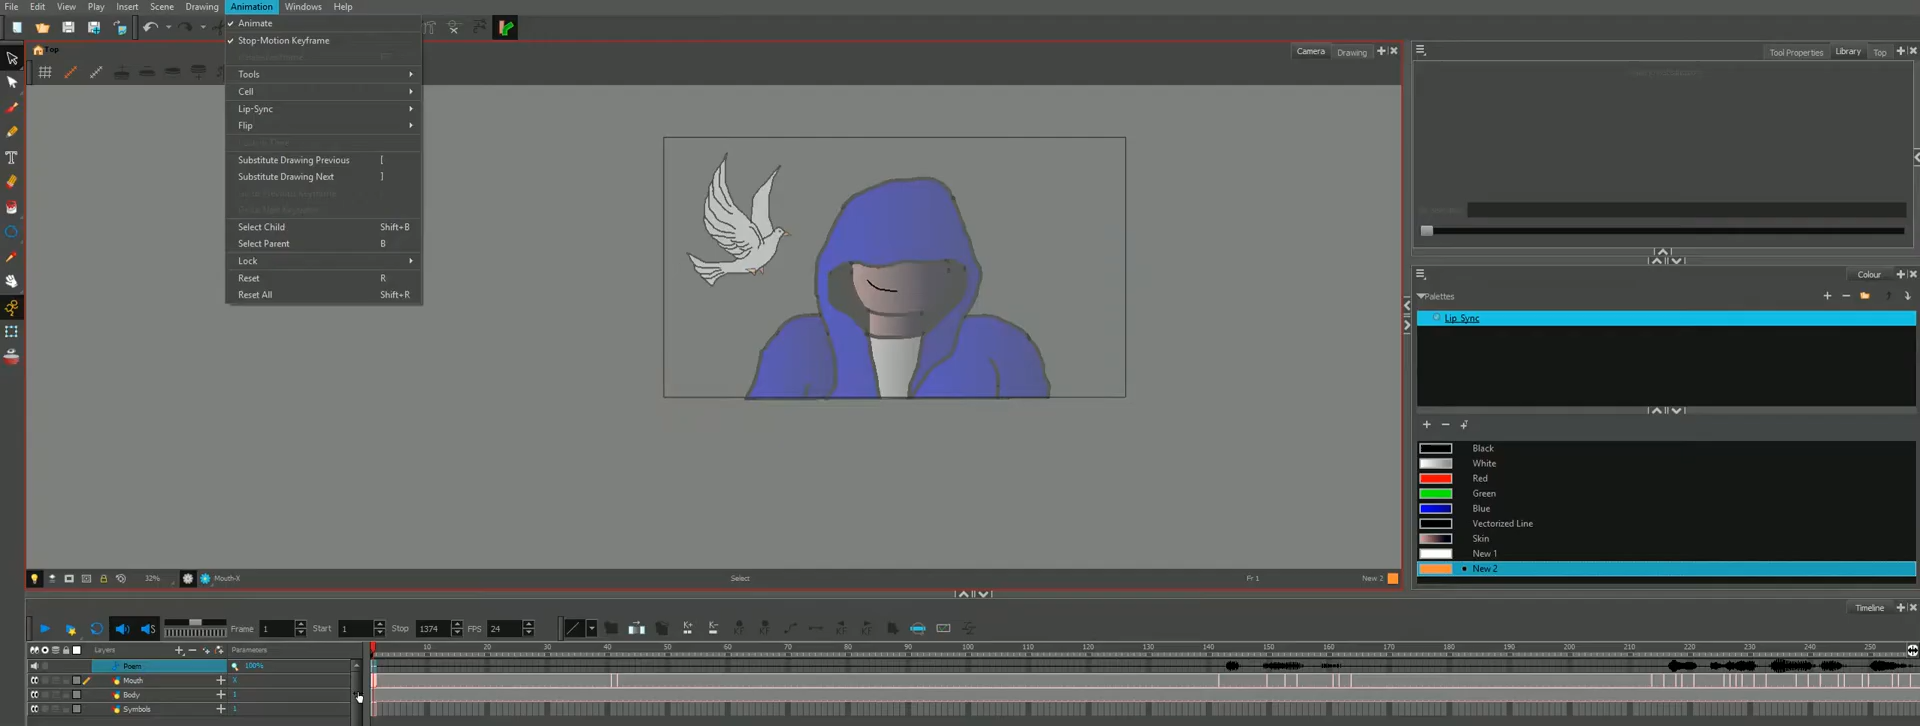 File Edit View Play Insert Scene Drawing Animation Windows Help
Animate
Stop-Motion Keyframe
Tools
Cell
Lip-Sync
Flip
Substitute Drawing Previous [
Substitute Drawing Next ]
Select Child Shift+B
Select Parent B
Lock
Reset R
Reset All Shift+R
Top
Camera Drawing
Tool Properties Library Top
Colour
Palettes
Lip_Sync
Black
White
Red
Green
Blue
Vectorized Line
Skin
New 1
New 2
32% Mouth-X Select Fr 1 New 2
Timeline
Frame 1 Start 1 Stop 1374 FPS 24
Layers Parameters 10 20 30 40 50 60 70 80 90 100 110 120 130 140 150 160 170 180 190 200 210 220 230 240 250
Poem 100%
Mouth X
Body 1
Symbols 1